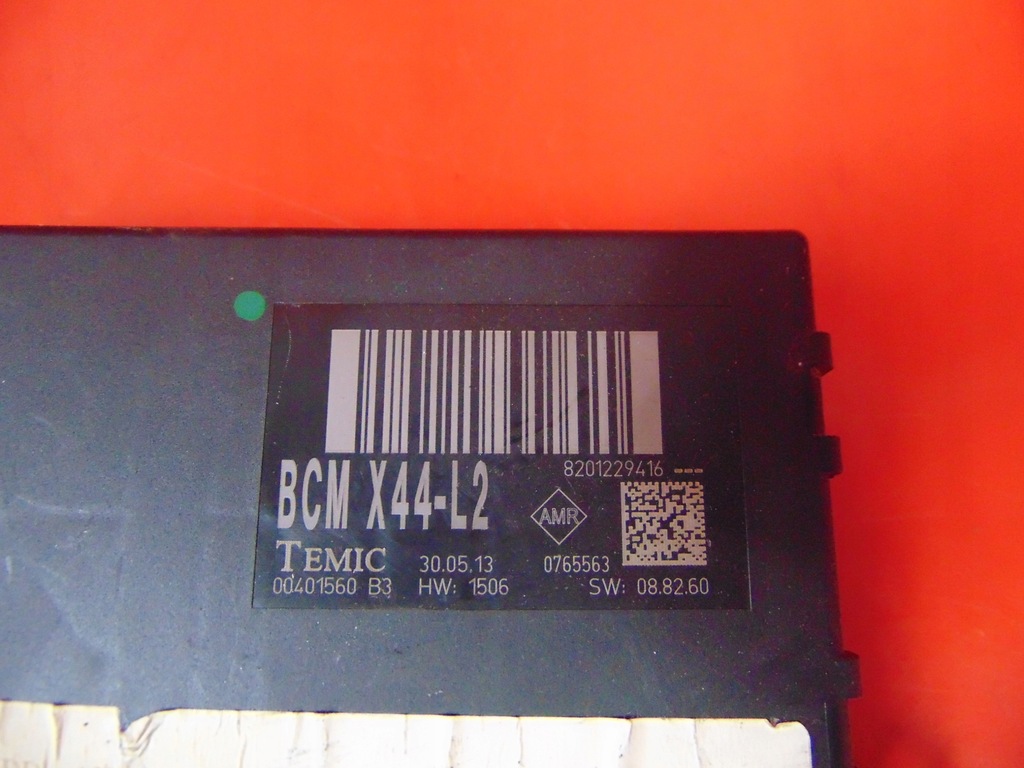 8201229416 ---
BCM X44-L2
AMR
TEMIC 30.05.13 0765563
00401560 B3 HW: 1506 SW: 08.82.60